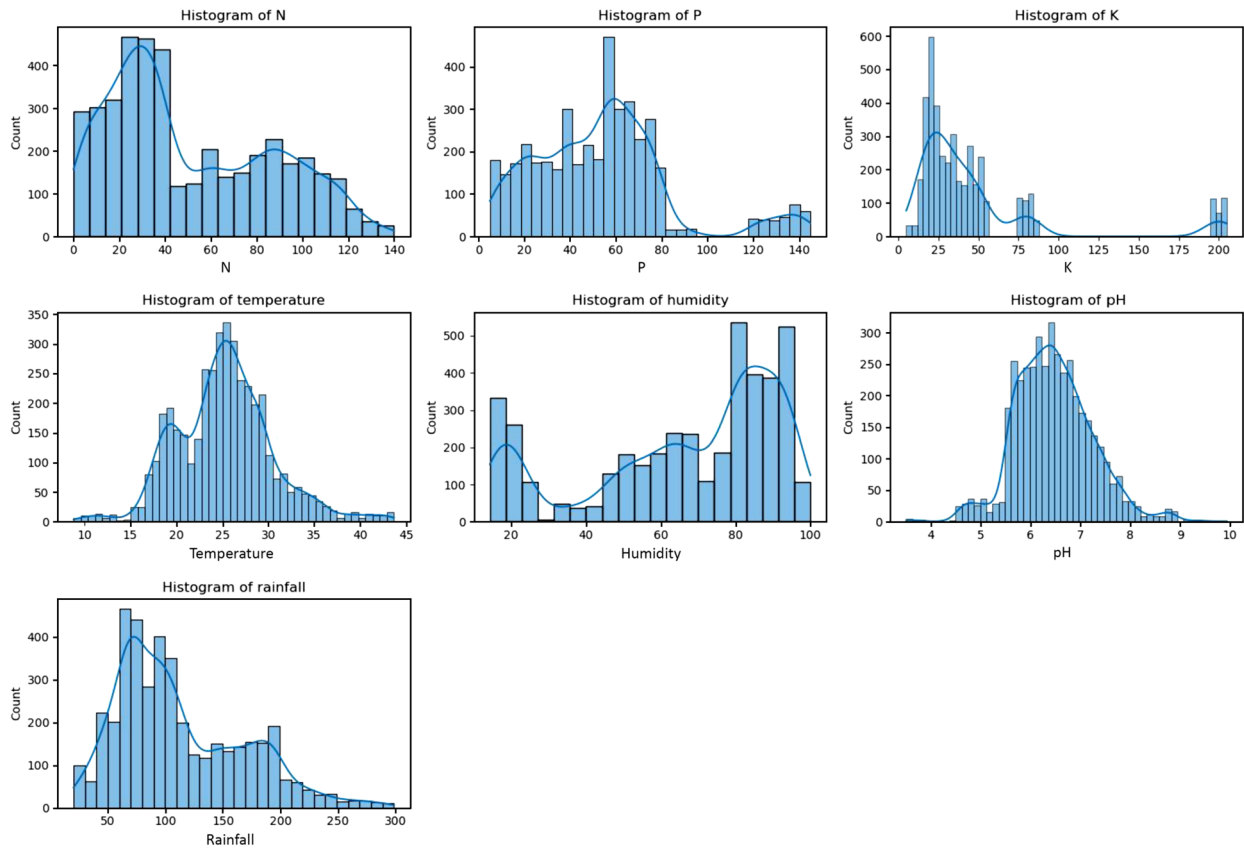 Histogram of N
Histogram of P
Histogram of K
Count
400
300
200
100
0
0 20 40 60 80 100 120 140
N
Count
400
300
200
100
0
0 20 40 60 80 100 120 140
P
Count
600
500
400
300
200
100
0
0 25 50 75 100 125 150 175 200
K
Histogram of temperature
Histogram of humidity
Histogram of pH
Count
350
300
250
200
150
100
50
0
10 15 20 25 30 35 40 45
Temperature
Count
500
400
300
200
100
0
20 40 60 80 100
Humidity
Count
300
250
200
150
100
50
0
4 5 6 7 8 9 10
pH
Histogram of rainfall
Count
400
300
200
100
0
50 100 150 200 250 300
Rainfall